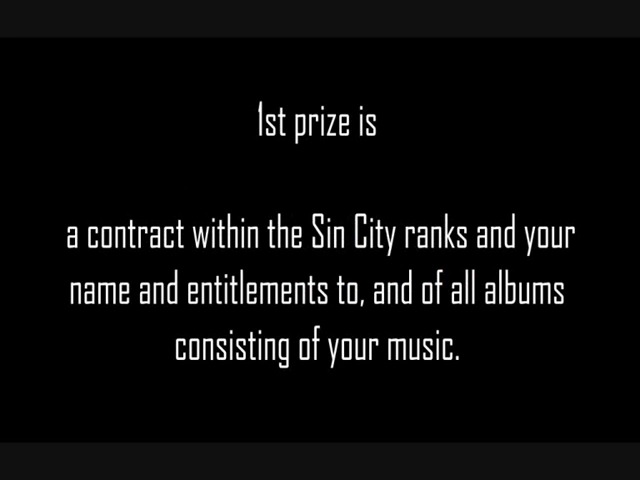 1st prize is
a contract within the Sin City ranks and your
name and entitlements to, and of all albums
consisting of your music.